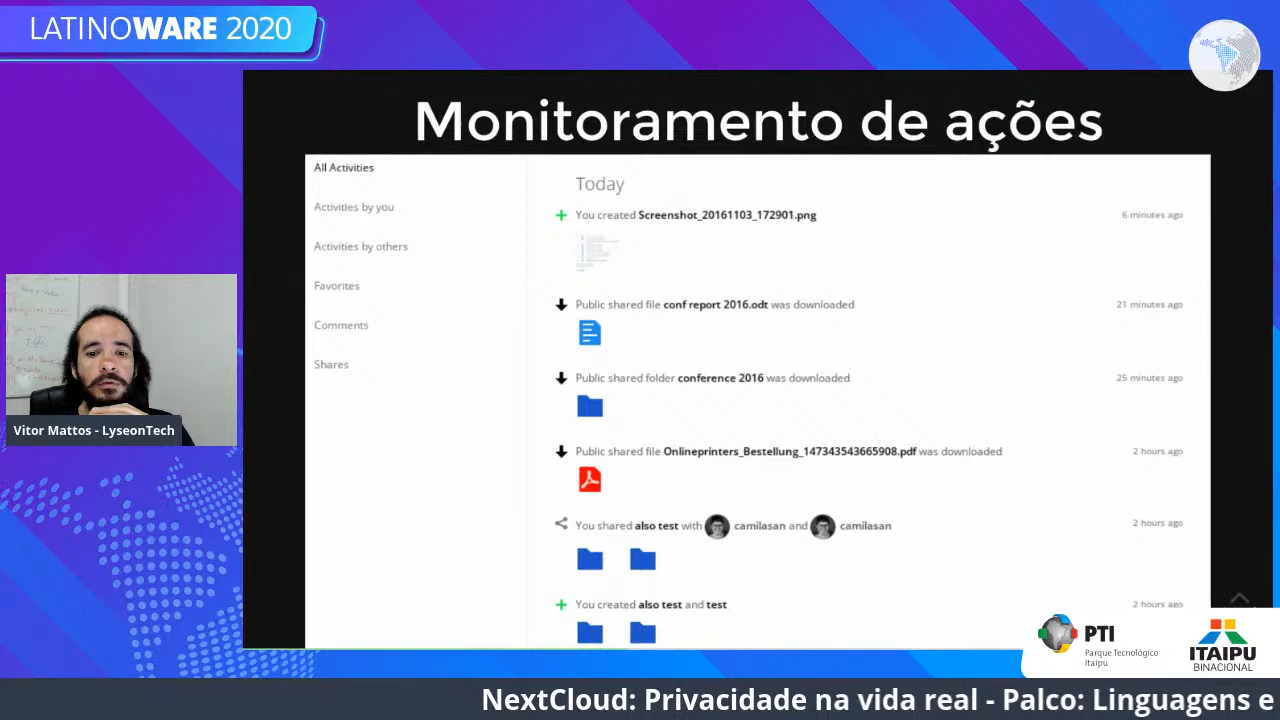 LATINOWARE 2020
Monitoramento de ações
All Activities
Activities by you
Activities by others
Favorites
Comments
Shares
Today
You created Screenshot_20161103_172901.png
6 minutes ago
Public shared file conf report 2016.odt was downloaded
21 minutes ago
Public shared folder conference 2016 was downloaded
25 minutes ago
Public shared file Onlineprinters_Bestellung_147343543665908.pdf was downloaded
2 hours ago
You shared also test with camilasan and camilasan
2 hours ago
You created also test and test
2 hours ago
Vitor Mattos - LyseonTech
PTI
Parque Tecnológico
Itaipu
ITAIPU
BINACIONAL
NextCloud: Privacidade na vida real - Palco: Linguagens e